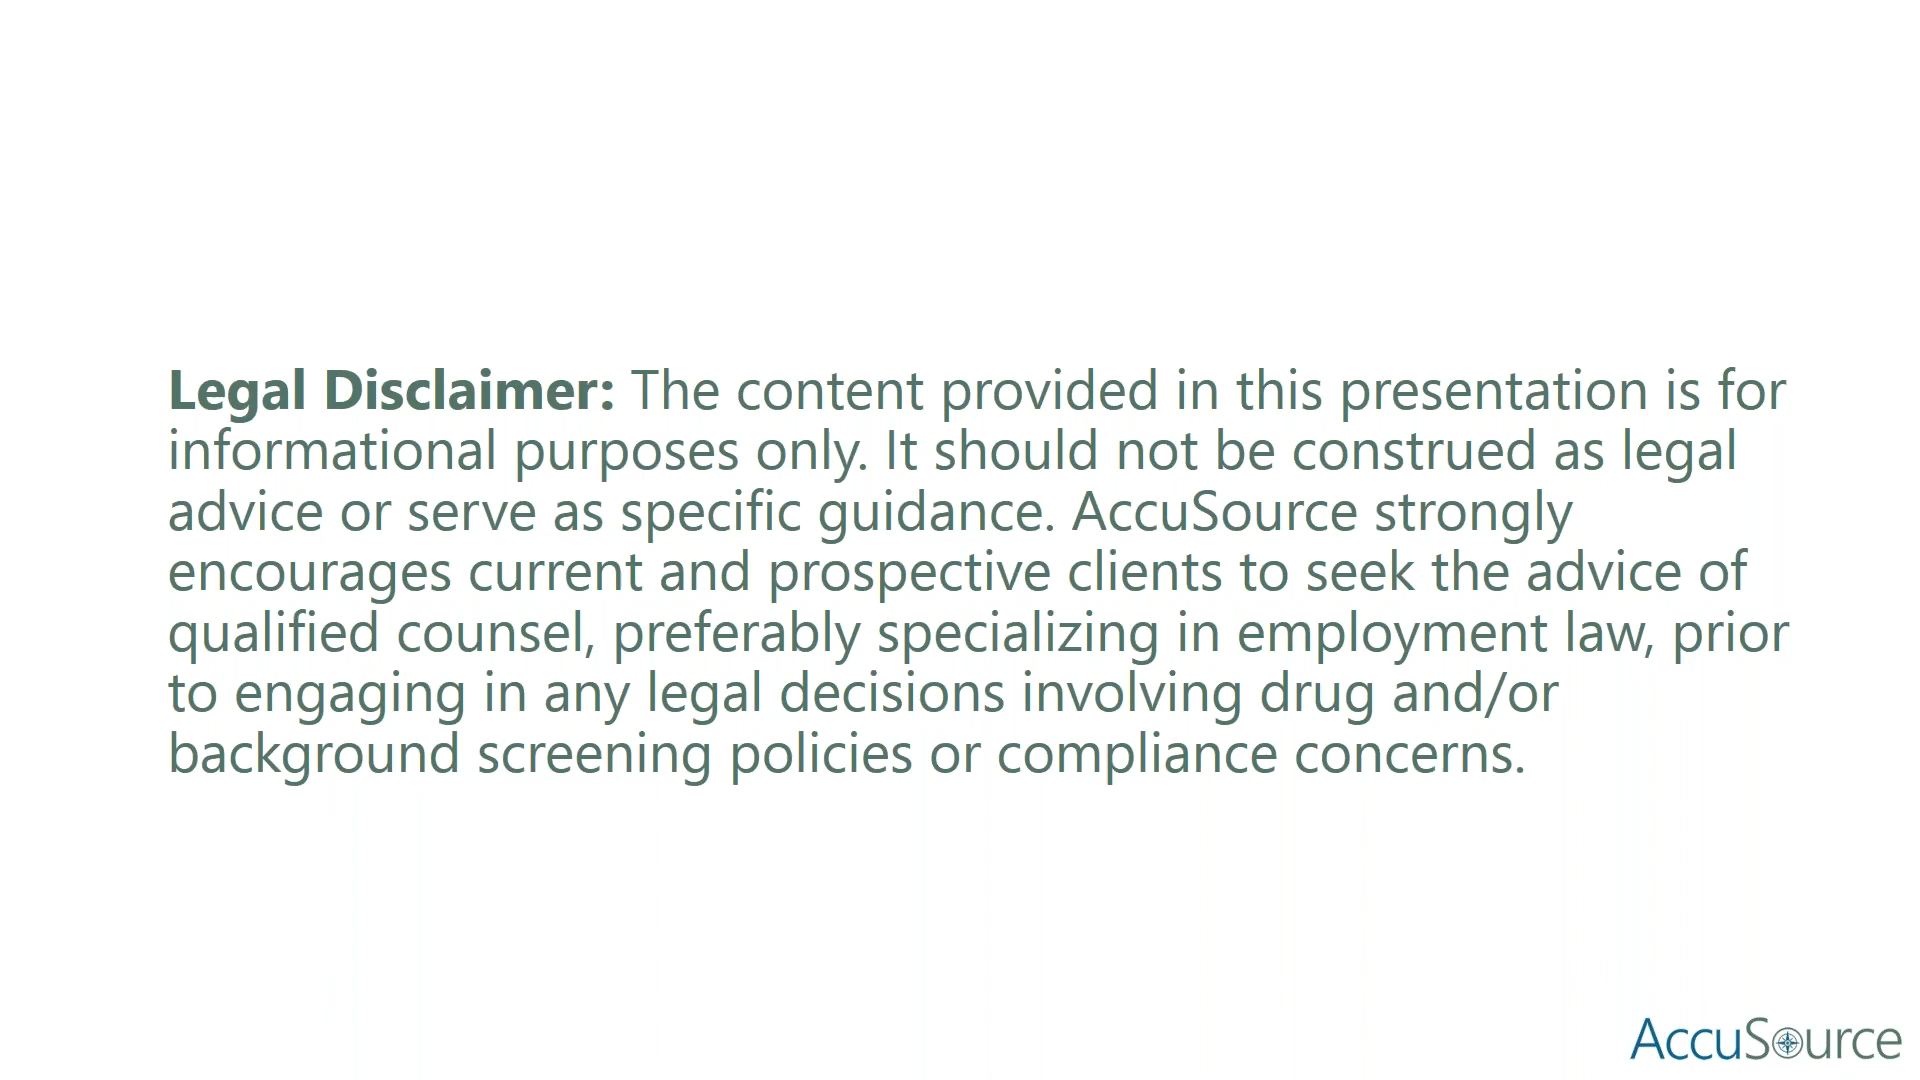 Legal Disclaimer: The content provided in this presentation is for
informational purposes only. It should not be construed as legal
advice or serve as specific guidance. AccuSource strongly
encourages current and prospective clients to seek the advice of
qualified counsel, preferably specializing in employment law, prior
to engaging in any legal decisions involving drug and/or
background screening policies or compliance concerns.
AccuSource